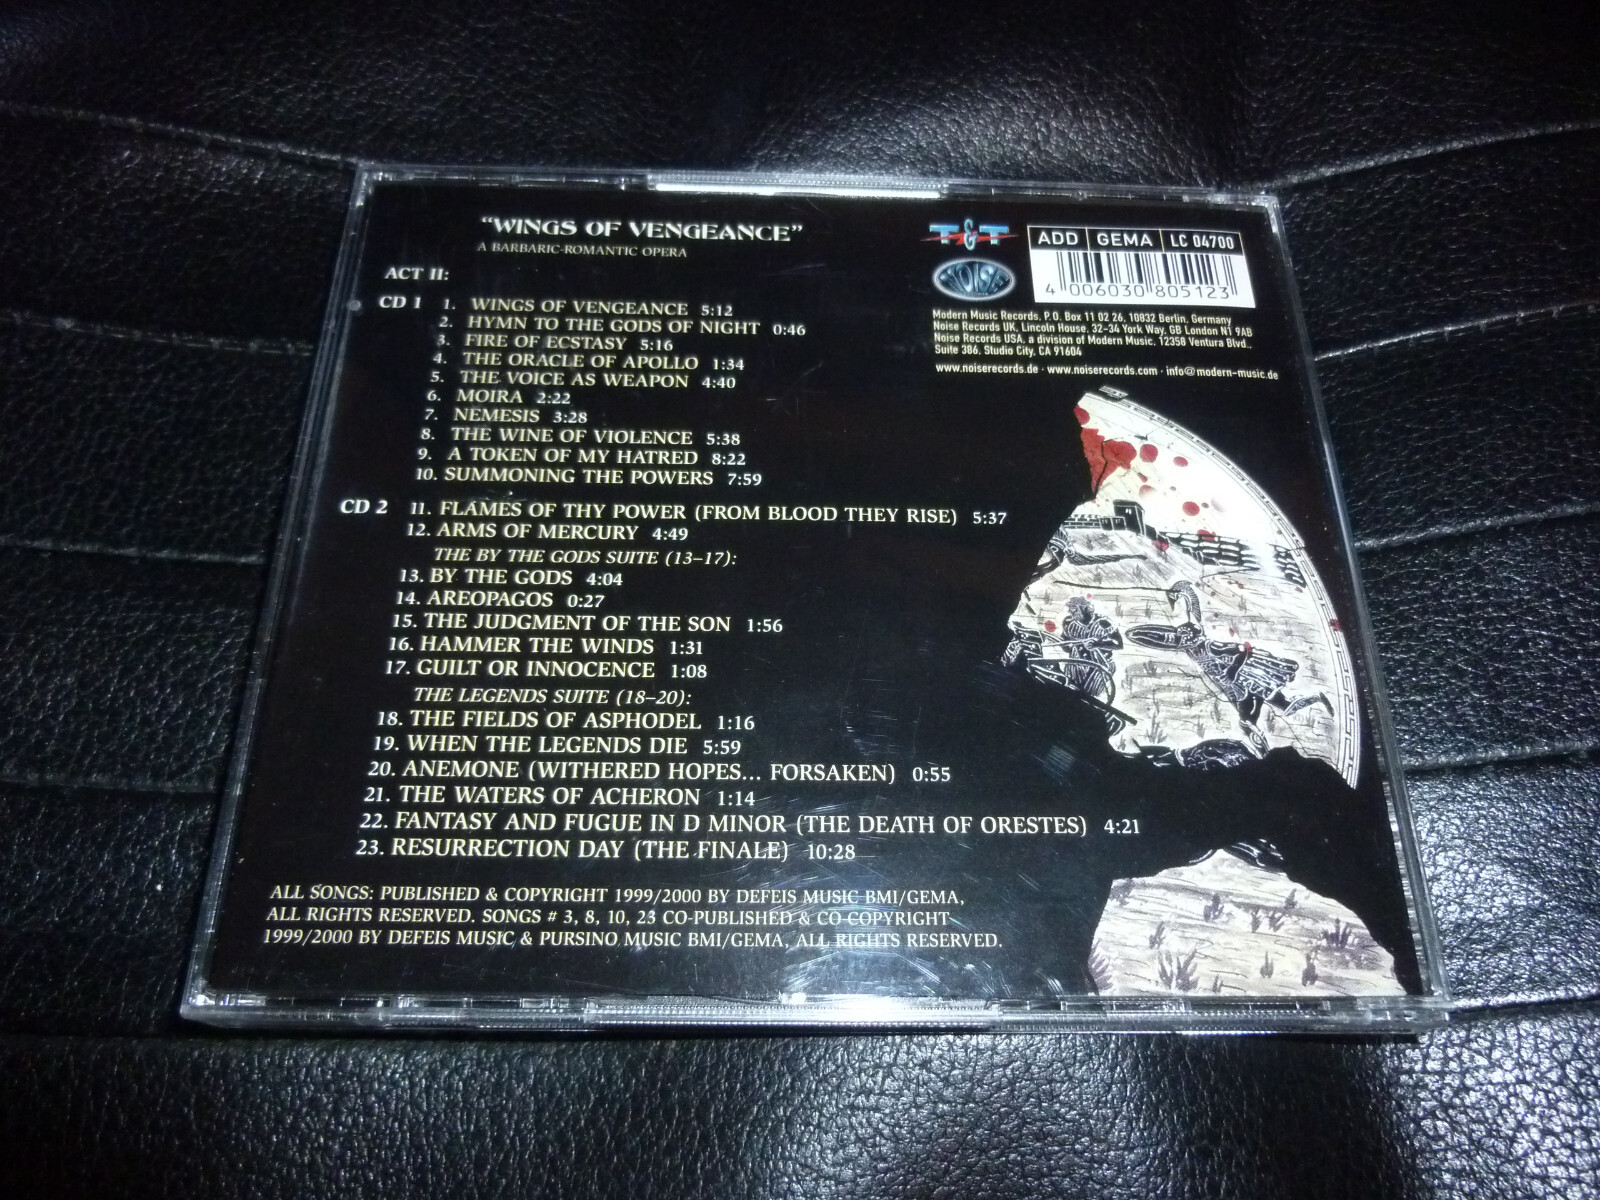 "WINGS OF VENGEANCE"
A BARBARIC-ROMANTIC OPERA
ACT II:
CD 1 1. WINGS OF VENGEANCE 5:12
2. HYMN TO THE GODS OF NIGHT 0:46
3. FIRE OF ECSTASY 5:16
4. THE ORACLE OF APOLLO 1:34
5. THE VOICE AS WEAPON 4:40
6. MOIRA 2:22
7. NEMESIS 3:28
8. THE WINE OF VIOLENCE 5:38
9. A TOKEN OF MY HATRED 8:22
10. SUMMONING THE POWERS 7:59
CD 2 11. FLAMES OF THY POWER (FROM BLOOD THEY RISE) 5:37
12. ARMS OF MERCURY 4:49
THE BY THE GODS SUITE (13-17):
13. BY THE GODS 4:04
14. AREOPAGOS 0:27
15. THE JUDGMENT OF THE SON 1:56
16. HAMMER THE WINDS 1:31
17. GUILT OR INNOCENCE 1:08
THE LEGENDS SUITE (18-20):
18. THE FIELDS OF ASPHODEL 1:16
19. WHEN THE LEGENDS DIE 5:59
20. ANEMONE (WITHERED HOPES... FORSAKEN) 0:55
21. THE WATERS OF ACHERON 1:14
22. FANTASY AND FUGUE IN D MINOR (THE DEATH OF ORESTES) 4:21
23. RESURRECTION DAY (THE FINALE) 10:28
ALL SONGS: PUBLISHED & COPYRIGHT 1999/2000 BY DEFEIS MUSIC BMI/GEMA,
ALL RIGHTS RESERVED. SONGS # 3, 8, 10, 23 CO-PUBLISHED & CO-COPYRIGHT
1999/2000 BY DEFEIS MUSIC & PURSINO MUSIC BMI/GEMA, ALL RIGHTS RESERVED.
T&T
NOISE
ADD GEMA LC 04700
4 006030 805123
Modern Music Records, P.O. Box 11 02 26, 10832 Berlin, Germany
Noise Records UK, Lincoln House, 32-34 York Way, GB London N1 9AB
Noise Records USA, a division of Modern Music, 12358 Ventura Blvd.,
Suite 386, Studio City, CA 91604
www.noiserecords.de · www.noiserecords.com · info@modern-music.de